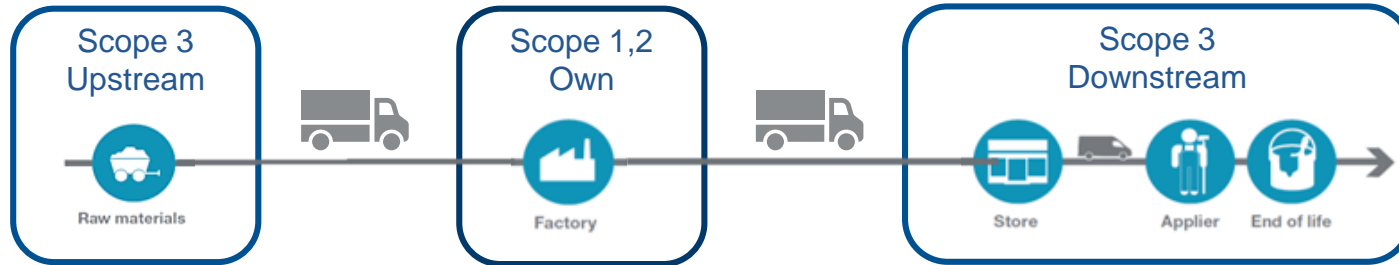 Scope 3
Upstream
Raw materials
Scope 1,2
Own
Factory
Scope 3
Downstream
Store
Applier
End of life